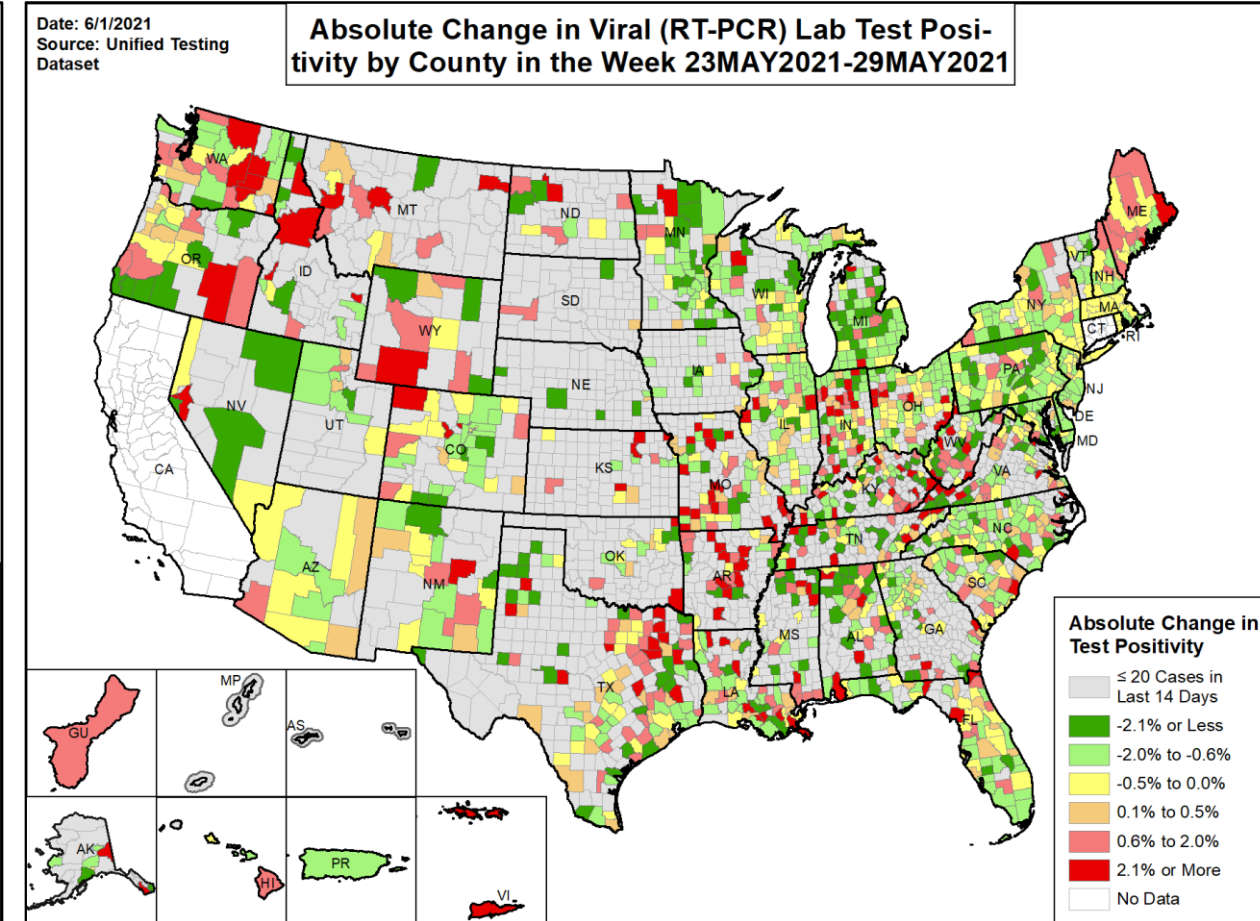 Date: 6/1/2021
Source: Unified Testing
Dataset
Absolute Change in Viral (RT-PCR) Lab Test Posi-
tivity by County in the Week 23MAY2021-29MAY2021
WA
MT
ND
MN
ME
OR
ID
SD
WI
MI
VT
NH
NY
MA
CT
RI
WY
IA
PA
NJ
NE
NV
UT
CO
IL
IN
OH
DE
MD
WV
VA
CA
KS
MO
KY
AZ
NM
OK
AR
TN
NC
SC
MS
AL
GA
TX
LA
FL
GU
MP
AS
AK
HI
PR
VI
Absolute Change in
Test Positivity
≤ 20 Cases in
Last 14 Days
-2.1% or Less
-2.0% to -0.6%
-0.5% to 0.0%
0.1% to 0.5%
0.6% to 2.0%
2.1% or More
No Data